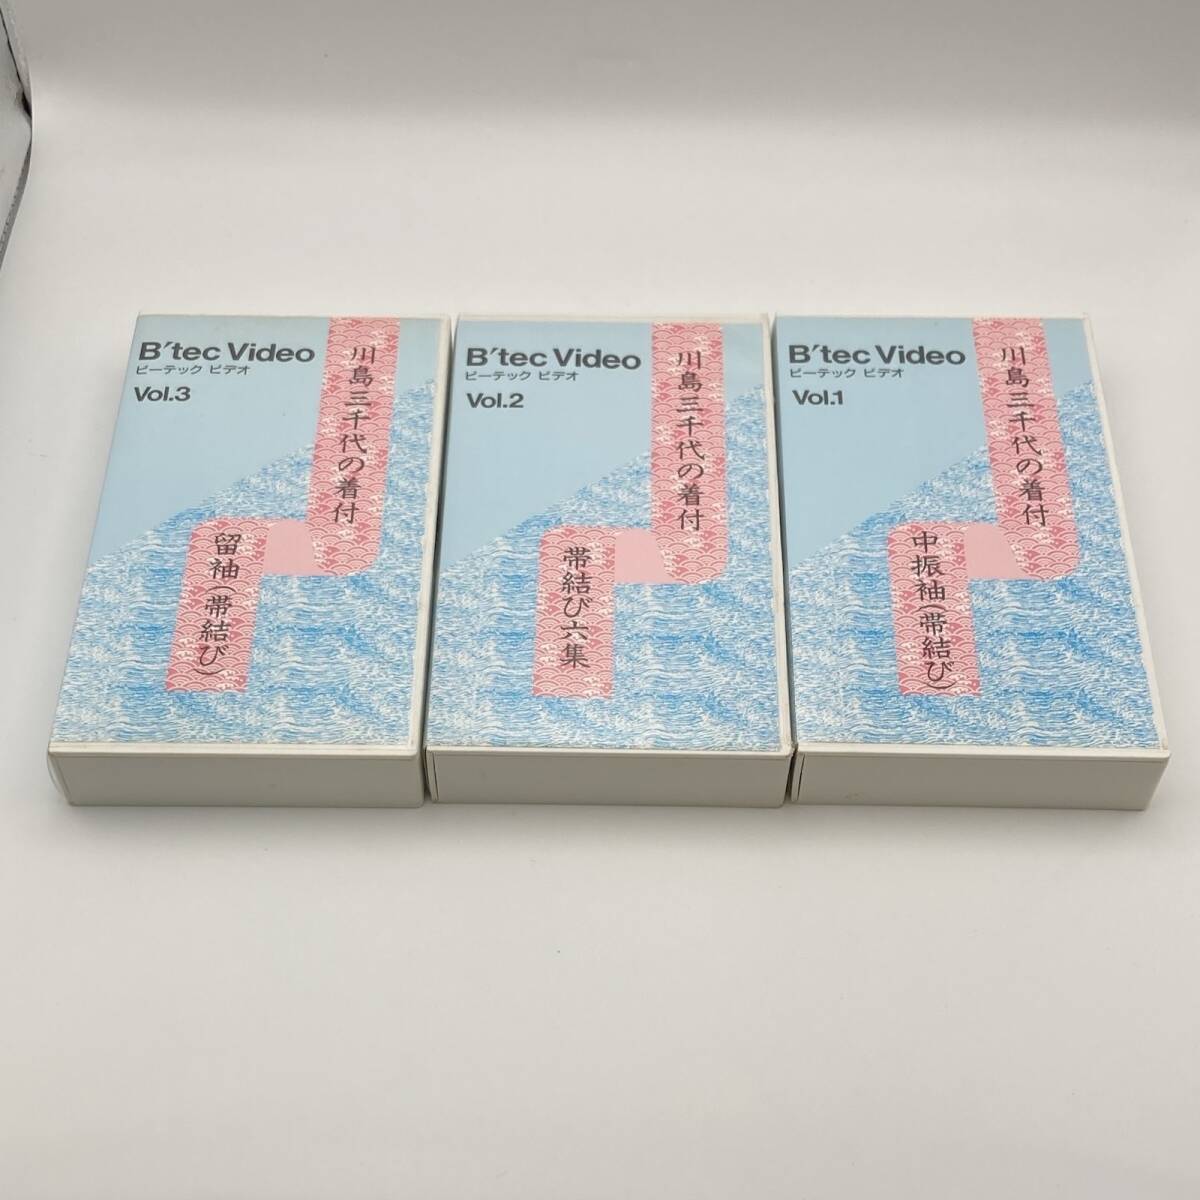 B'tec Video
ビーテック ビデオ
Vol.3
川島三千代の着付
留袖(帯結び)
B'tec Video
ビーテック ビデオ
Vol.2
川島三千代の着付
帯結び六集
B'tec Video
ビーテック ビデオ
Vol.1
川島三千代の着付
中振袖(帯結び)